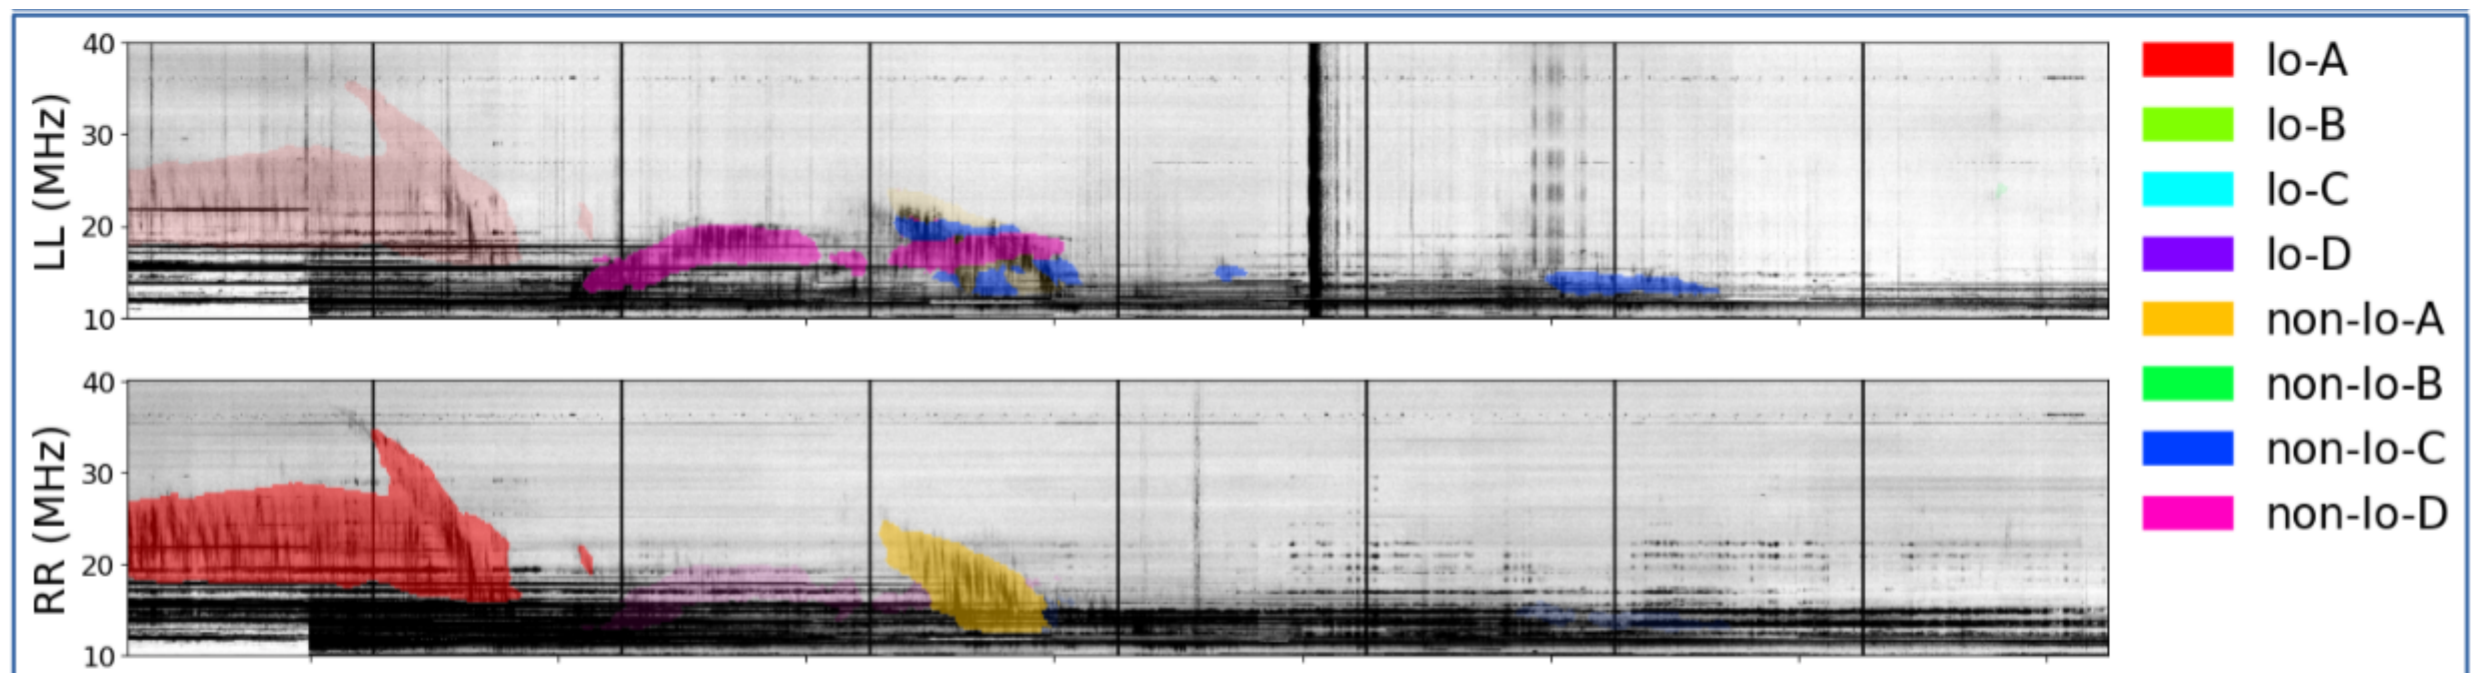 40
30
20
10
LL (MHz)
40
30
20
10
RR (MHz)
Io-A
Io-B
Io-C
Io-D
non-Io-A
non-Io-B
non-Io-C
non-Io-D